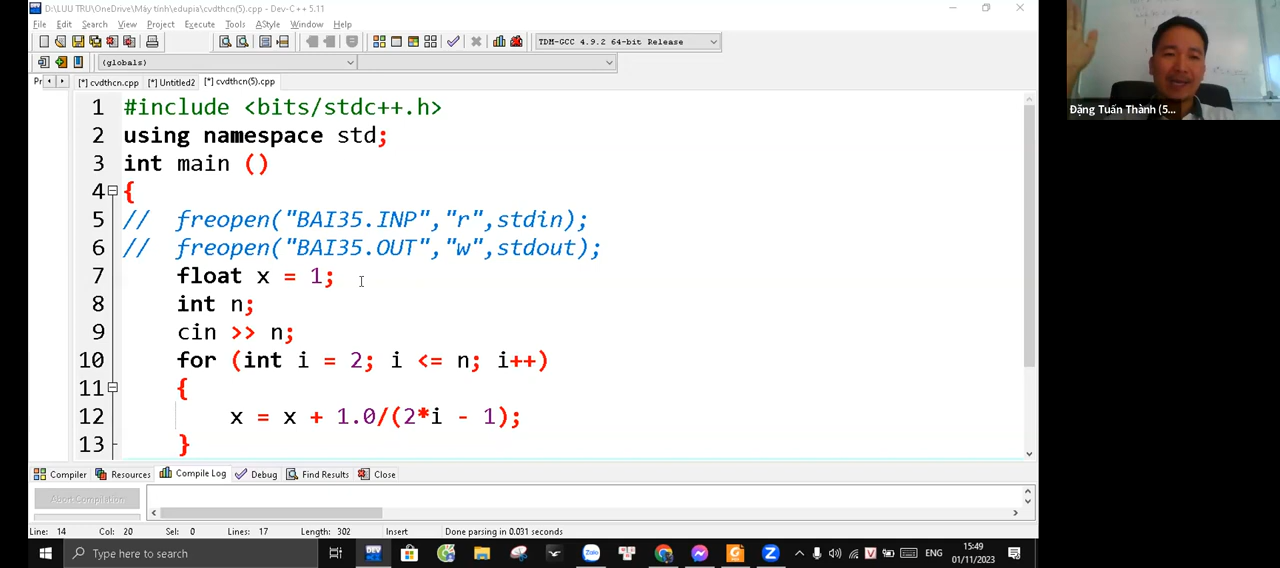 D:\LUU TRU\OneDrive\Máy tính\edupia\cvdthcn(5).cpp - Dev-C++ 5.11
File Edit Search View Project Execute Tools AStyle Window Help
TDM-GCC 4.9.2 64-bit Release
(globals)
Pr [*] cvdthcn.cpp [*] Untitled2 [*] cvdthcn(5).cpp
1 #include <bits/stdc++.h>
2 using namespace std;
3 int main ()
4 {
5 // freopen("BAI35.INP","r",stdin);
6 // freopen("BAI35.OUT","w",stdout);
7 float x = 1;
8 int n;
9 cin >> n;
10 for (int i = 2; i <= n; i++)
11 {
12 x = x + 1.0/(2*i - 1);
13 }
Compiler Resources Compile Log Debug Find Results Close
Abort Compilation
Line: 14 Col: 20 Sel: 0 Lines: 17 Length: 302 Insert Done parsing in 0.031 seconds
Type here to search
DEV
Zalo
ENG
15:49
01/11/2023
Đặng Tuấn Thành (5...